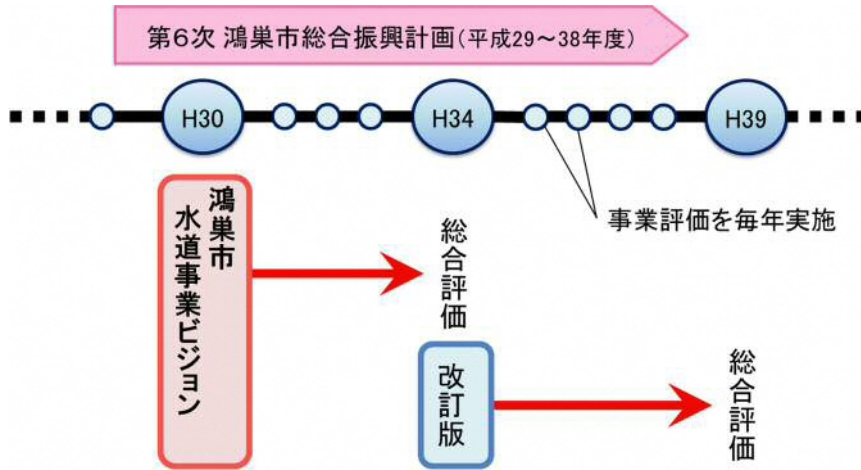 第6次 鴻巣市総合振興計画(平成29～38年度)
H30
H34
H39
事業評価を毎年実施
鴻巣市
水道事業ビジョン
総合評価
改訂版
総合評価